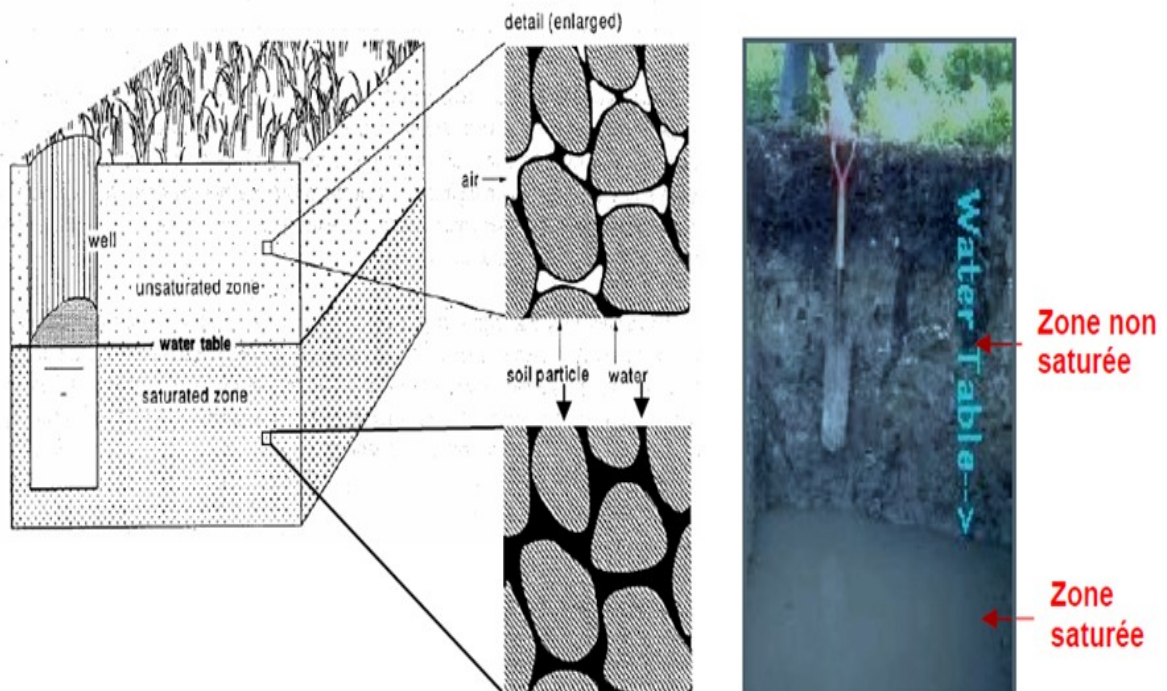 detail (enlarged)
air
well
unsaturated zone
water table
saturated zone
soil particle
water
Water Table-->
Zone non
saturée
Zone
saturée